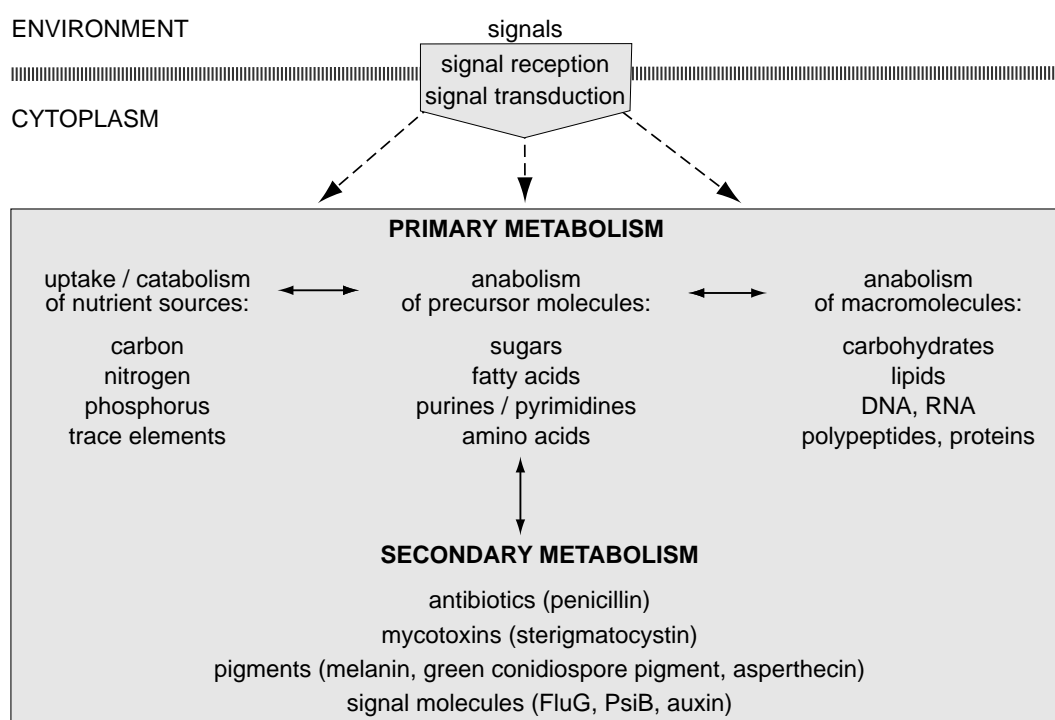 ENVIRONMENT
signals
signal reception
signal transduction
CYTOPLASM
PRIMARY METABOLISM
uptake / catabolism
of nutrient sources:
carbon
nitrogen
phosphorus
trace elements
anabolism
of precursor molecules:
sugars
fatty acids
purines / pyrimidines
amino acids
anabolism
of macromolecules:
carbohydrates
lipids
DNA, RNA
polypeptides, proteins
SECONDARY METABOLISM
antibiotics (penicillin)
mycotoxins (sterigmatocystin)
pigments (melanin, green conidiospore pigment, asperthecin)
signal molecules (FluG, PsiB, auxin)